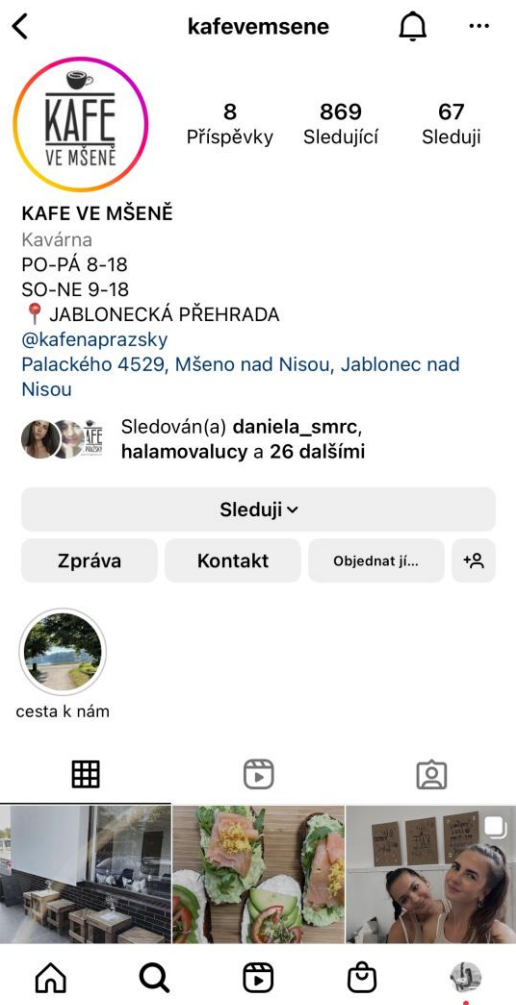 kafevemsene
KAFE
VE MŠENĚ
8
Příspěvky
869
Sledující
67
Sleduji
KAFE VE MŠENĚ
Kavárna
PO-PÁ 8-18
SO-NE 9-18
📍 JABLONECKÁ PŘEHRADA
@kafenaprazsky
Palackého 4529, Mšeno nad Nisou, Jablonec nad
Nisou
Sledován(a) daniela_smrc,
halamovalucy a 26 dalšími
Sleduji
Zpráva
Kontakt
Objednat jí...
cesta k nám